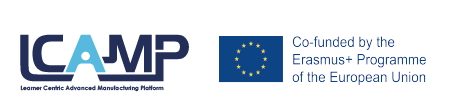 LCAMP
Learner Centric Advanced Manufacturing Platform
Co-funded by the
Erasmus+ Programme
of the European Union